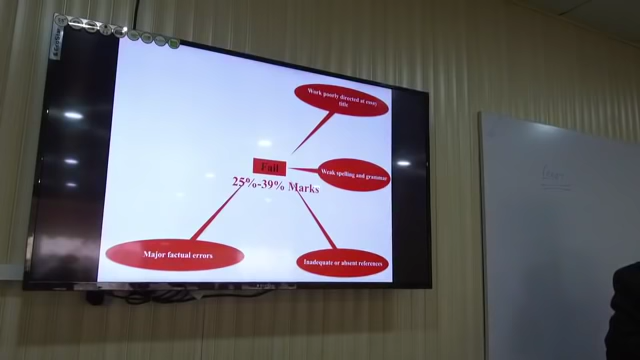 Work poorly directed at essay
title
Fail
Weak spelling and grammar
25%-39% Marks
Major factual errors
Inadequate or absent references